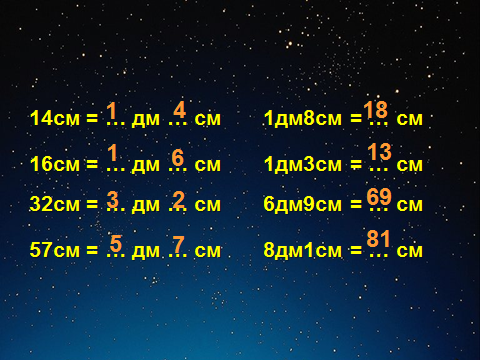 14см = 1 дм 4 см
16см = 1 дм 6 см
32см = 3 дм 2 см
57см = 5 дм 7 см
1дм8см = 18 см
1дм3см = 13 см
6дм9см = 69 см
8дм1см = 81 см